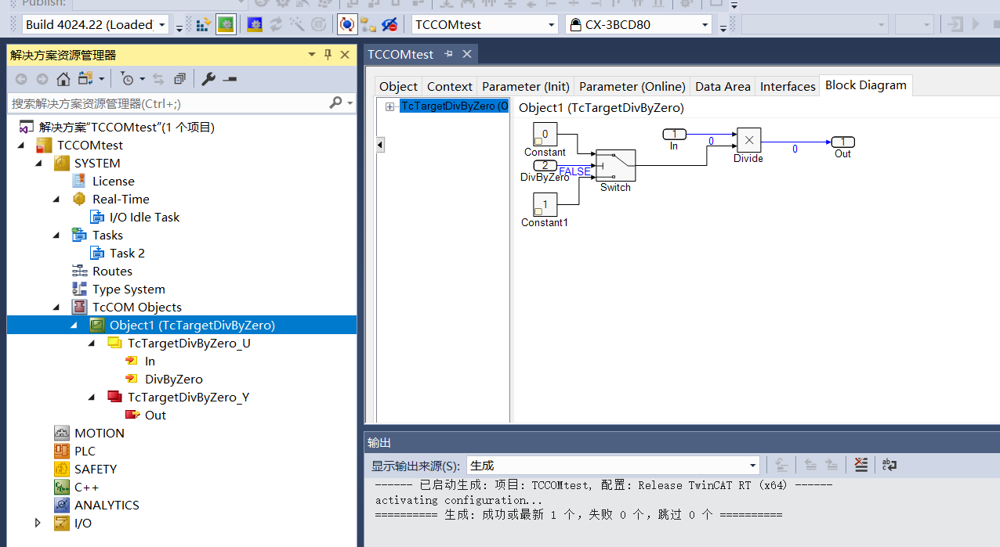 Publish:
Build 4024.22 (Loaded)
TCCOMtest
CX-3BCD80
解决方案资源管理器
搜索解决方案资源管理器(Ctrl+;)
解决方案"TCCOMtest"(1 个项目)
TCCOMtest
SYSTEM
License
Real-Time
I/O Idle Task
Tasks
Task 2
Routes
Type System
TcCOM Objects
Object1 (TcTargetDivByZero)
TcTargetDivByZero_U
In
DivByZero
TcTargetDivByZero_Y
Out
MOTION
PLC
SAFETY
C++
ANALYTICS
I/O
TCCOMtest
Object Context Parameter (Init) Parameter (Online) Data Area Interfaces Block Diagram
TcTargetDivByZero (O
Object1 (TcTargetDivByZero)
0
Constant
2
DivByZero
FALSE
1
Constant1
Switch
1
In
0
×
Divide
0
1
Out
输出
显示输出来源(S): 生成
------ 已启动生成: 项目: TCCOMtest, 配置: Release TwinCAT RT (x64) ------
activating configuration...
========== 生成: 成功或最新 1 个，失败 0 个，跳过 0 个 ==========